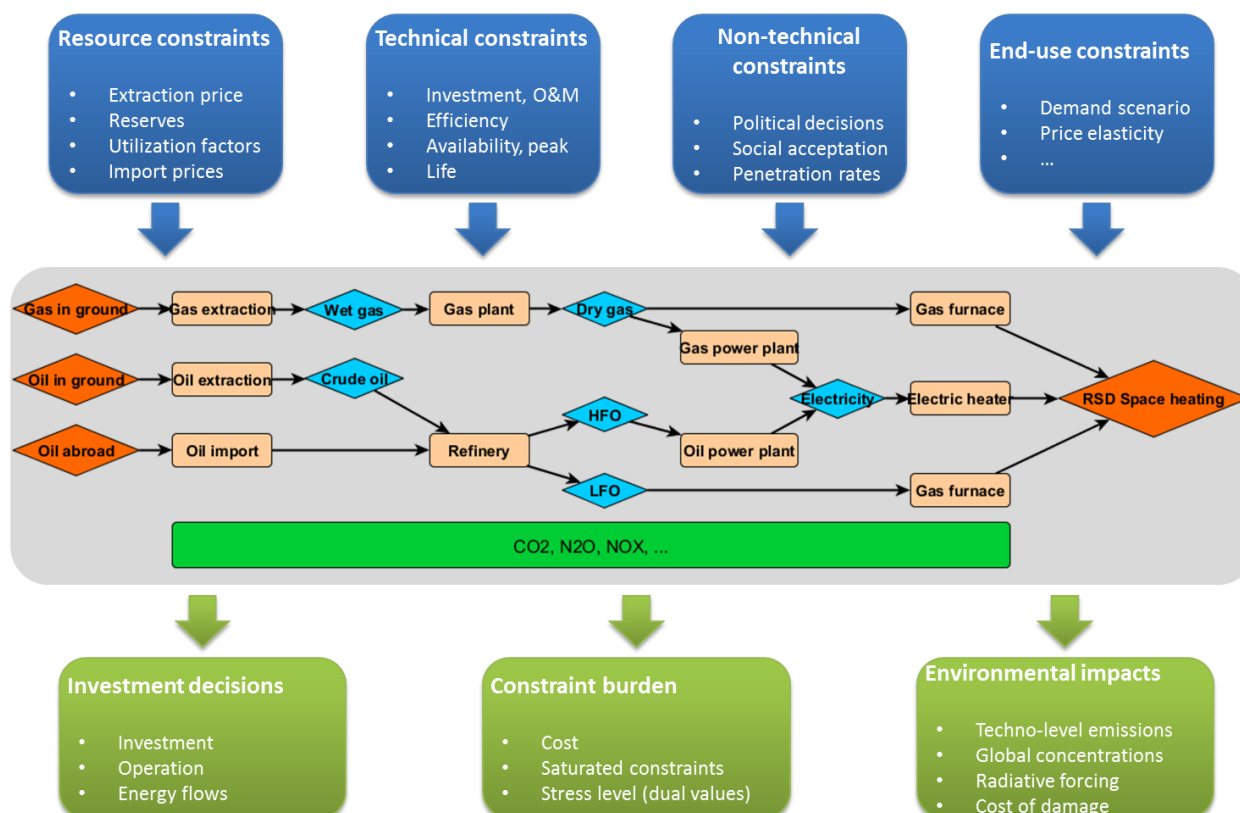 Resource constraints
• Extraction price
• Reserves
• Utilization factors
• Import prices
Technical constraints
• Investment, O&M
• Efficiency
• Availability, peak
• Life
Non-technical
constraints
• Political decisions
• Social acceptation
• Penetration rates
End-use constraints
• Demand scenario
• Price elasticity
• ...
Gas in ground
Gas extraction
Wet gas
Gas plant
Dry gas
Gas furnace
Gas power plant
Oil in ground
Oil extraction
Crude oil
Electricity
Electric heater
RSD Space heating
HFO
Oil abroad
Oil import
Refinery
Oil power plant
LFO
Gas furnace
CO2, N2O, NOX, ...
Investment decisions
• Investment
• Operation
• Energy flows
Constraint burden
• Cost
• Saturated constraints
• Stress level (dual values)
Environmental impacts
• Techno-level emissions
• Global concentrations
• Radiative forcing
• Cost of damage